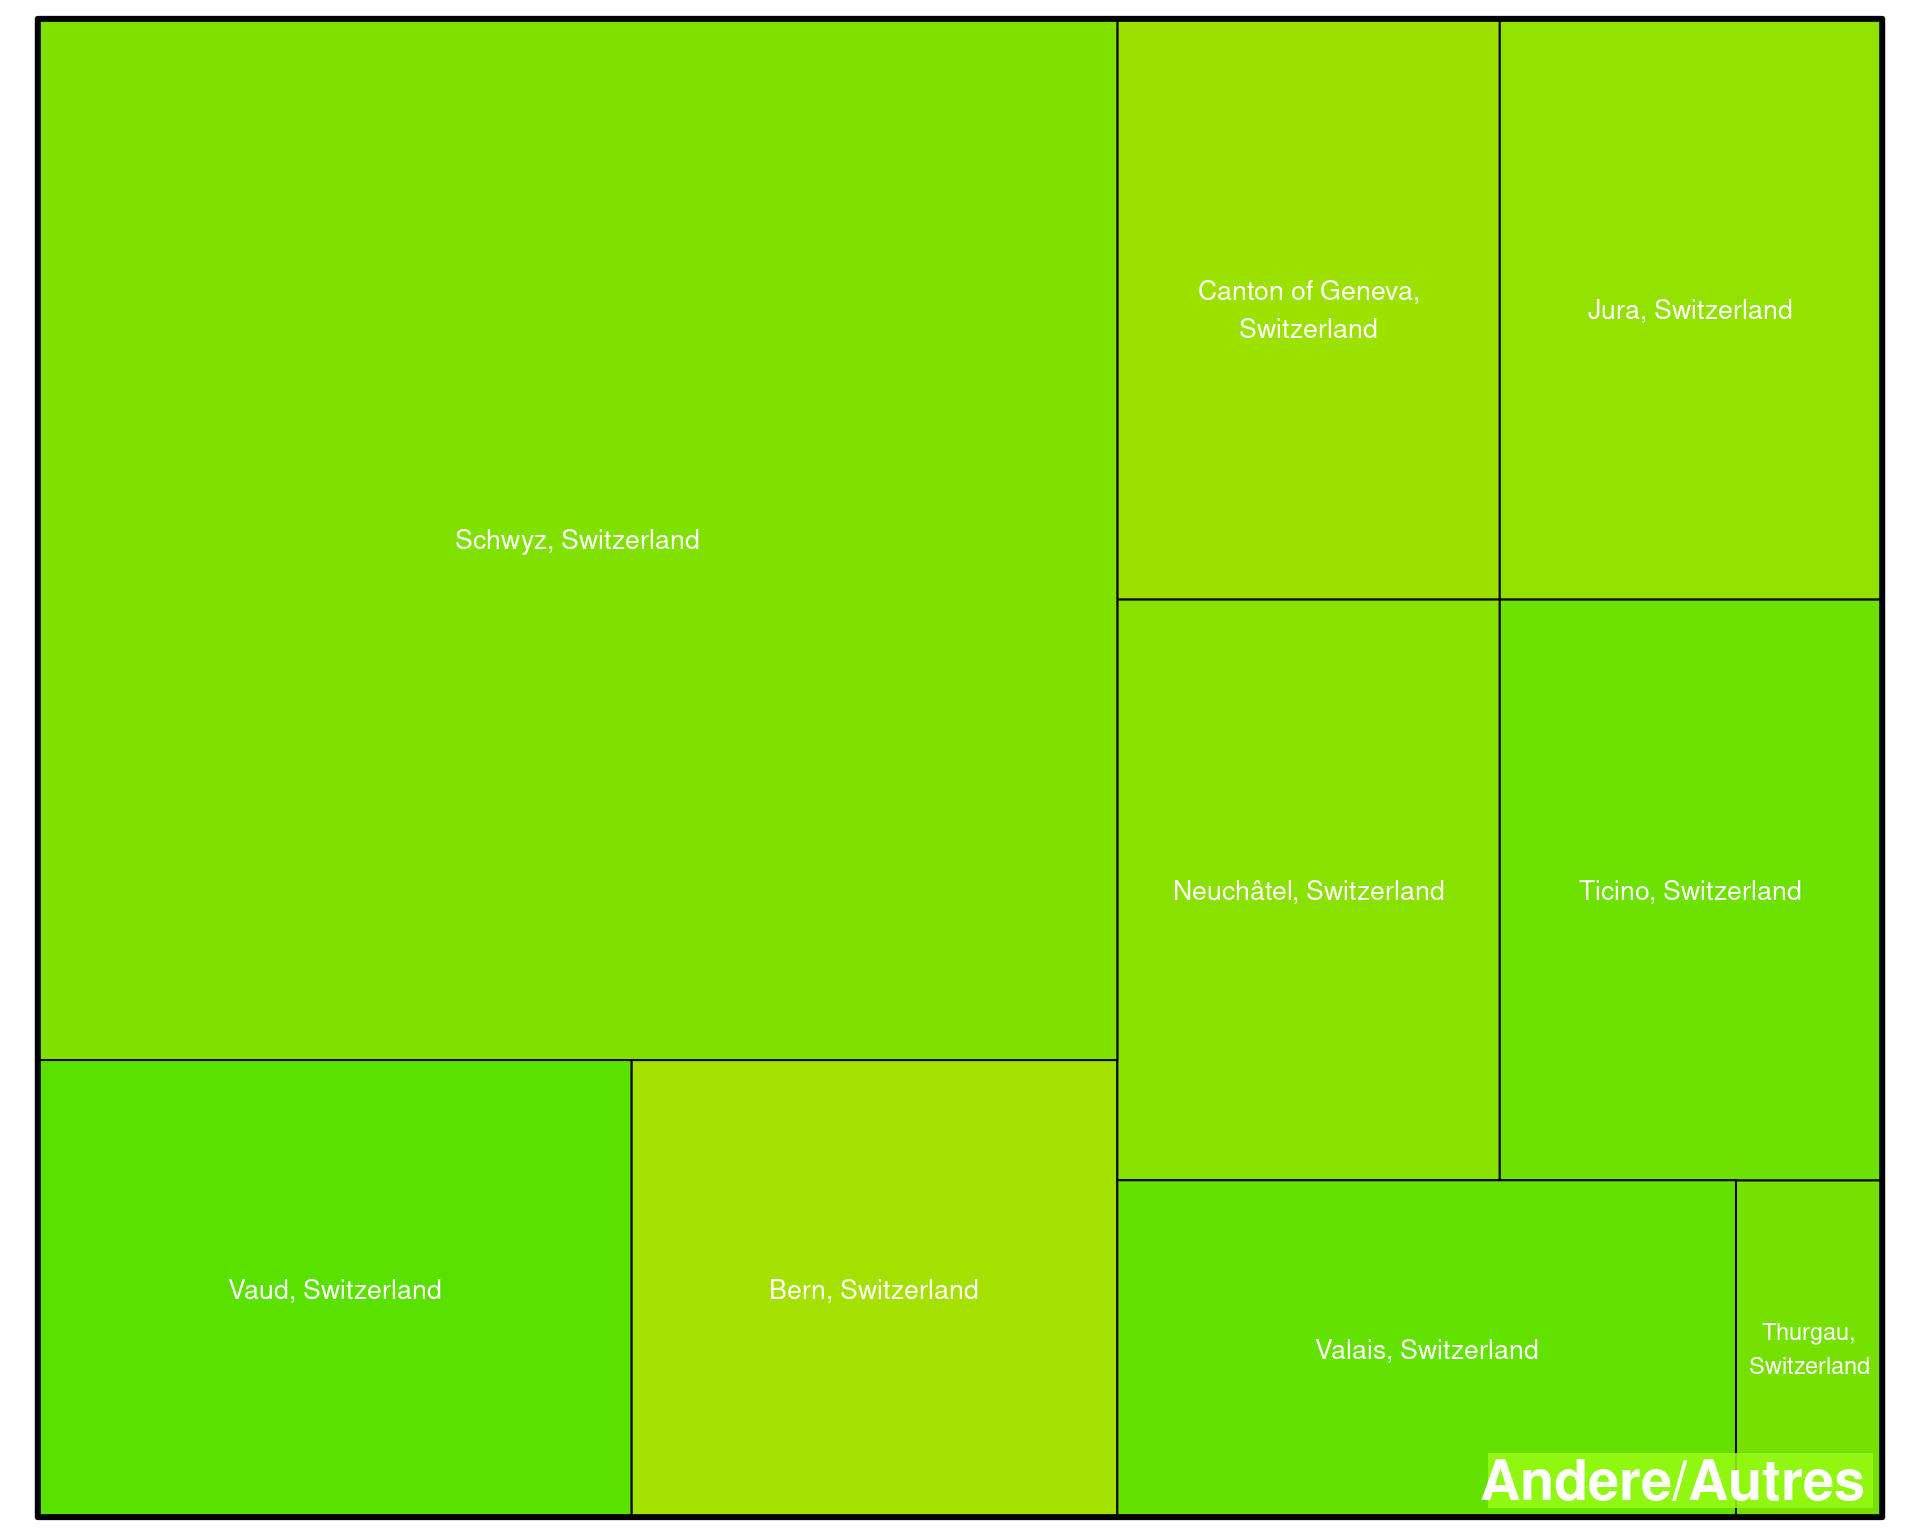 Schwyz, Switzerland
Canton of Geneva,
Switzerland
Jura, Switzerland
Neuchâtel, Switzerland
Ticino, Switzerland
Vaud, Switzerland
Bern, Switzerland
Valais, Switzerland
Thurgau,
Switzerland
Andere/Autres